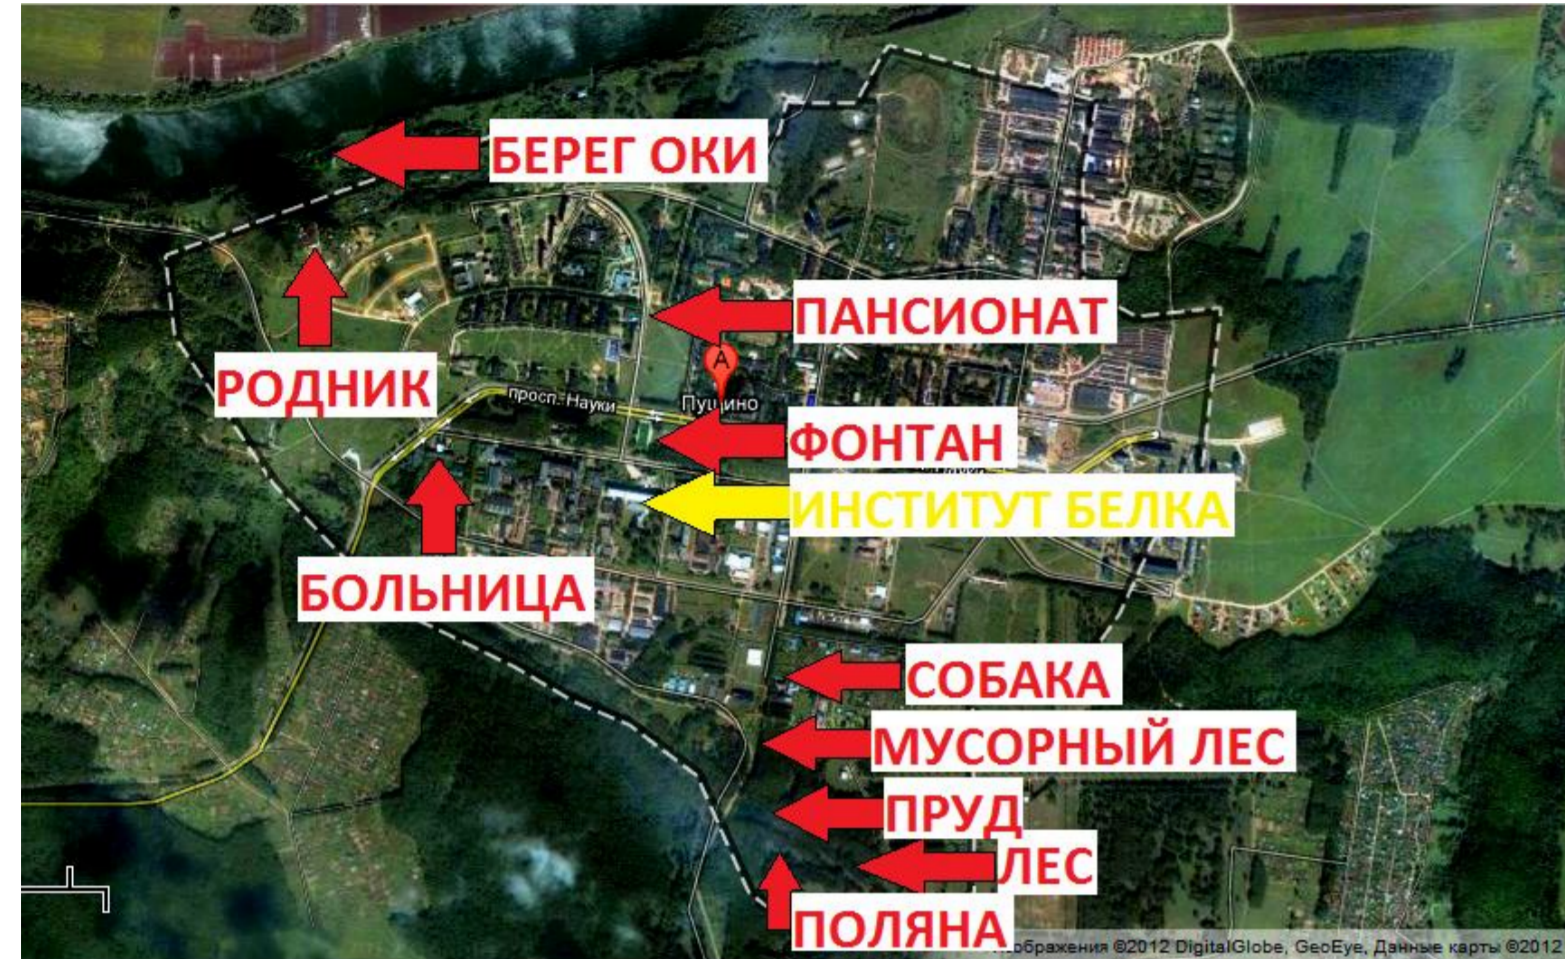 БЕРЕГ ОКИ
ПАНСИОНАТ
РОДНИК
просп. Науки
Пущино
A
ФОНТАН
ИНСТИТУТ БЕЛКА
БОЛЬНИЦА
СОБАКА
МУСОРНЫЙ ЛЕС
ПРУД
ЛЕС
ПОЛЯНА
©2012 DigitalGlobe, GeoEye, Данные карты ©2012